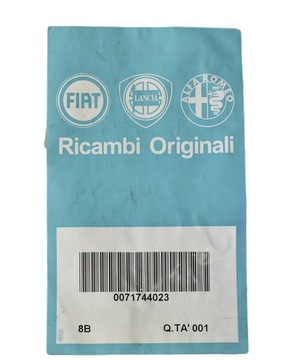 FIAT
LANCIA
ALFA ROMEO
Ricambi Originali
0071744023
8B Q.TA' 001